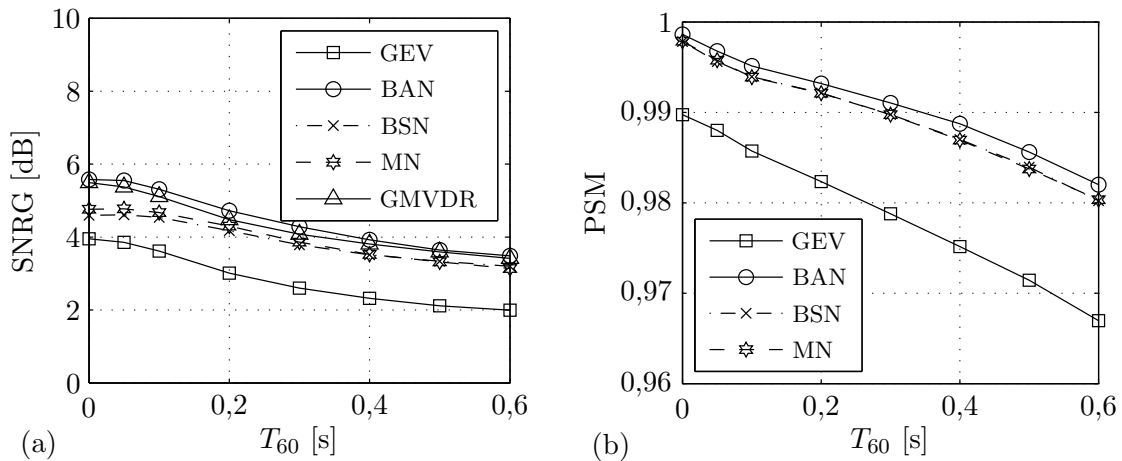 10
8
6
4
2
0
SNRG [dB]
GEV
BAN
BSN
MN
GMVDR
0
0,2
0,4
0,6
T60 [s]
(a)
1
0,99
0,98
0,97
0,96
PSM
GEV
BAN
BSN
MN
0
0,2
0,4
0,6
T60 [s]
(b)